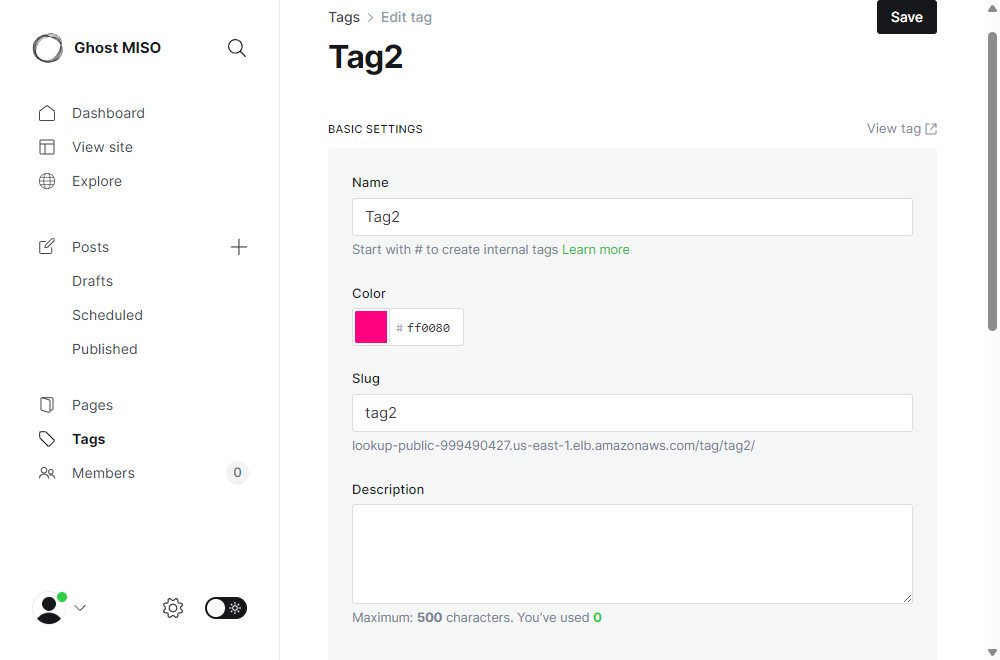 Ghost MISO
Dashboard
View site
Explore
Posts
Drafts
Scheduled
Published
Pages
Tags
Members 0
Tags > Edit tag
Save
Tag2
BASIC SETTINGS
View tag
Name
Tag2
Start with # to create internal tags Learn more
Color
# ff0080
Slug
tag2
lookup-public-999490427.us-east-1.elb.amazonaws.com/tag/tag2/
Description
Maximum: 500 characters. You’ve used 0